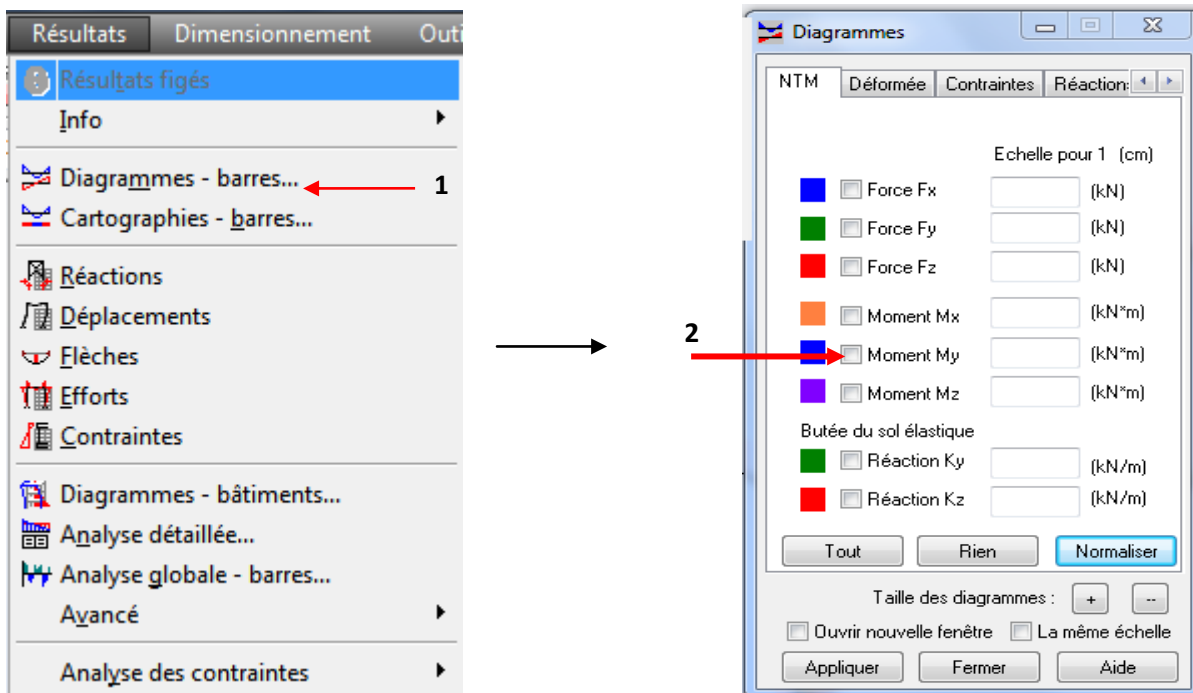 Résultats Dimensionnement Outi
Résultats figés
Info
Diagrammes - barres...
1
Cartographies - barres...
Réactions
Déplacements
Flèches
Efforts
Contraintes
Diagrammes - bâtiments...
Analyse détaillée...
Analyse globale - barres...
Avancé
Analyse des contraintes
2
Diagrammes
NTM Déformée Contraintes Réaction:
Echelle pour 1 (cm)
Force Fx (kN)
Force Fy (kN)
Force Fz (kN)
Moment Mx (kN*m)
Moment My (kN*m)
Moment Mz (kN*m)
Butée du sol élastique
Réaction Ky (kN/m)
Réaction Kz (kN/m)
Tout Rien Normaliser
Taille des diagrammes : + --
Ouvrir nouvelle fenêtre La même échelle
Appliquer Fermer Aide